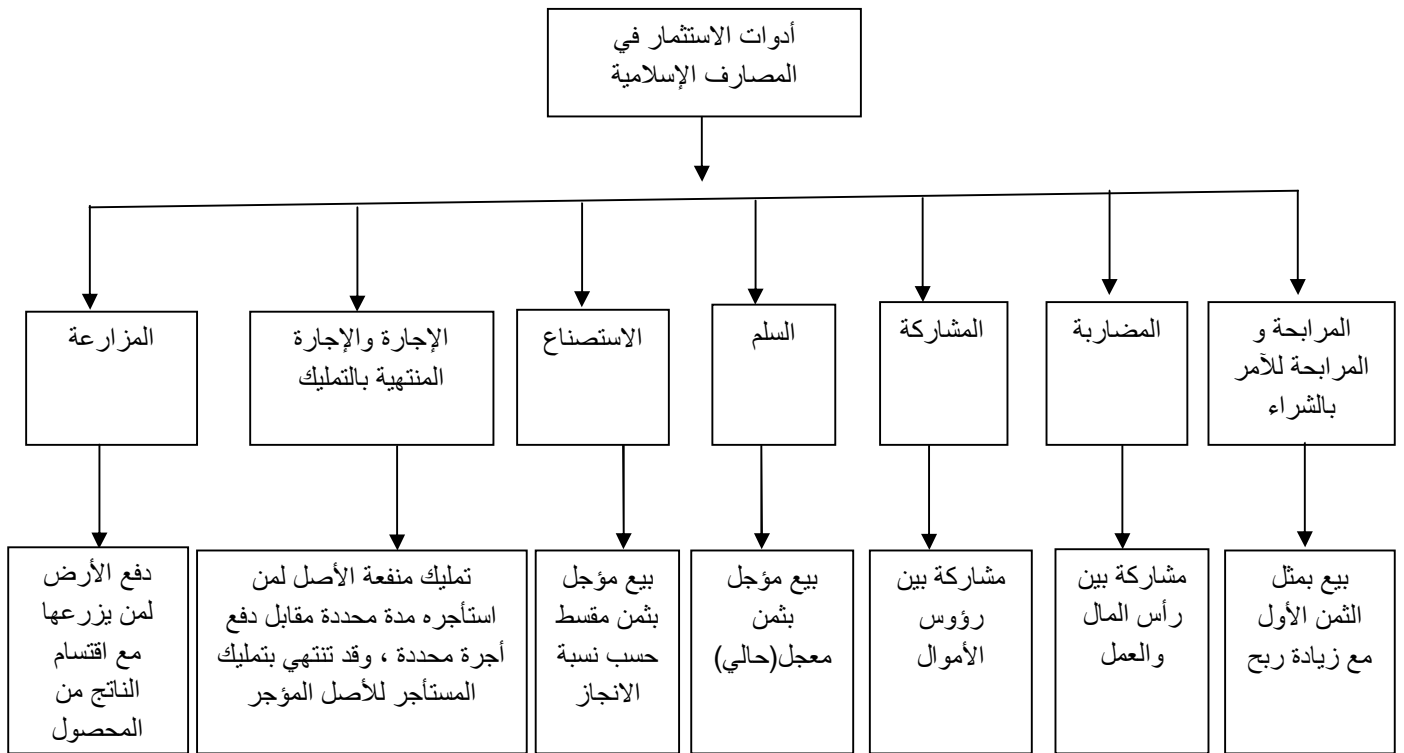 أدوات الاستثمار في
المصارف الإسلامية
المرابحة و
المرابحة للآمر
بالشراء
المضاربة
المشاركة
السلم
الاستصناع
الإجارة والإجارة
المنتهية بالتمليك
المزارعة
بيع بمثل
الثمن الأول
مع زيادة ربح
مشاركة بين
رأس المال
والعمل
مشاركة بين
رؤوس
الأموال
بيع مؤجل
بثمن
معجل(حالي)
بيع مؤجل
بثمن مقسط
حسب نسبة
الانجاز
تمليك منفعة الأصل لمن
استأجره مدة محددة مقابل دفع
أجرة محددة ، وقد تنتهي بتمليك
المستأجر للأصل المؤجر
دفع الأرض
لمن يزرعها
مع اقتسام
الناتج من
المحصول